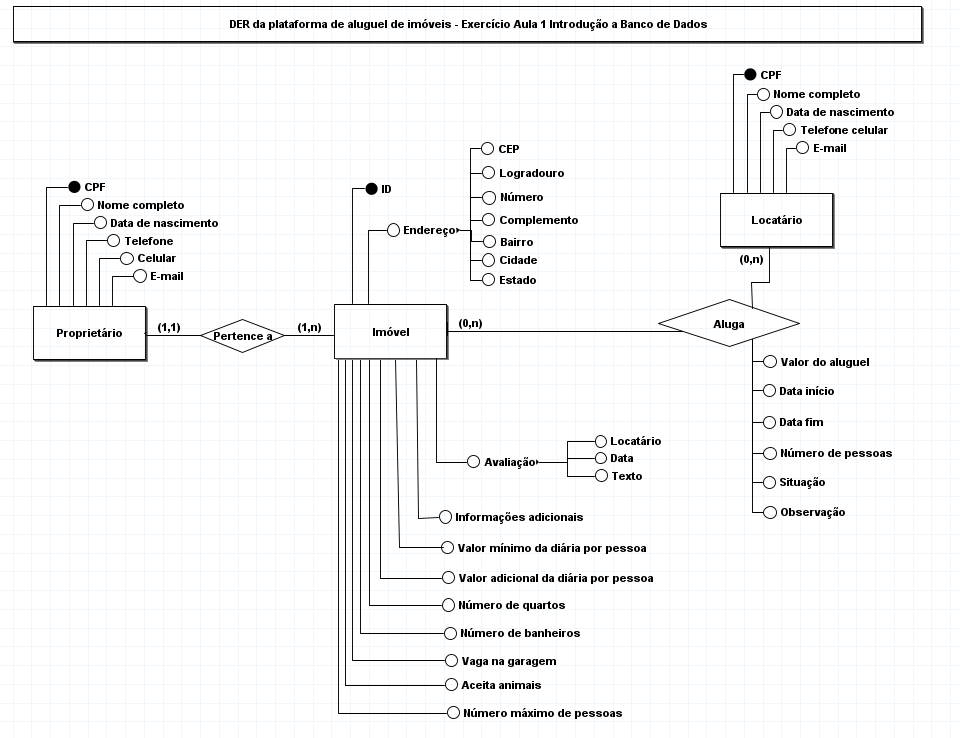 DER da plataforma de aluguel de imóveis - Exercício Aula 1 Introdução a Banco de Dados
CPF
Nome completo
Data de nascimento
Telefone celular
E-mail
Locatário
(0,n)
CEP
Logradouro
Número
Complemento
Bairro
Cidade
Estado
ID
Endereço
CPF
Nome completo
Data de nascimento
Telefone
Celular
E-mail
Proprietário
(1,1)
Pertence a
(1,n)
Imóvel
(0,n)
Aluga
Valor do aluguel
Data início
Data fim
Número de pessoas
Situação
Observação
Avaliação
Locatário
Data
Texto
Informações adicionais
Valor mínimo da diária por pessoa
Valor adicional da diária por pessoa
Número de quartos
Número de banheiros
Vaga na garagem
Aceita animais
Número máximo de pessoas